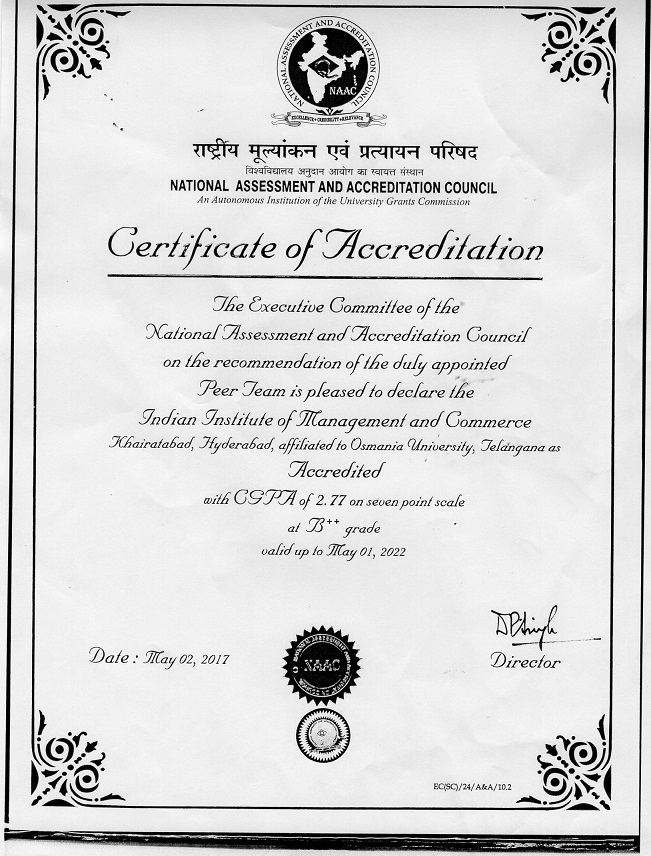 NATIONAL ASSESSMENT AND ACCREDITATION COUNCIL
NAAC
EXCELLENCE • CREDIBILITY • RELEVANCE
राष्ट्रीय मूल्यांकन एवं प्रत्यायन परिषद
विश्वविद्यालय अनुदान आयोग का स्वायत्त संस्थान
NATIONAL ASSESSMENT AND ACCREDITATION COUNCIL
An Autonomous Institution of the University Grants Commission
Certificate of Accreditation
The Executive Committee of the
National Assessment and Accreditation Council
on the recommendation of the duly appointed
Peer Team is pleased to declare the
Indian Institute of Management and Commerce
Khairatabad, Hyderabad, affiliated to Osmania University, Telangana as
Accredited
with CGPA of 2.77 on seven point scale
at B++ grade
valid up to May 01, 2022
Date : May 02, 2017
NAAC
Director
EC(SC)/24/A&A/10.2